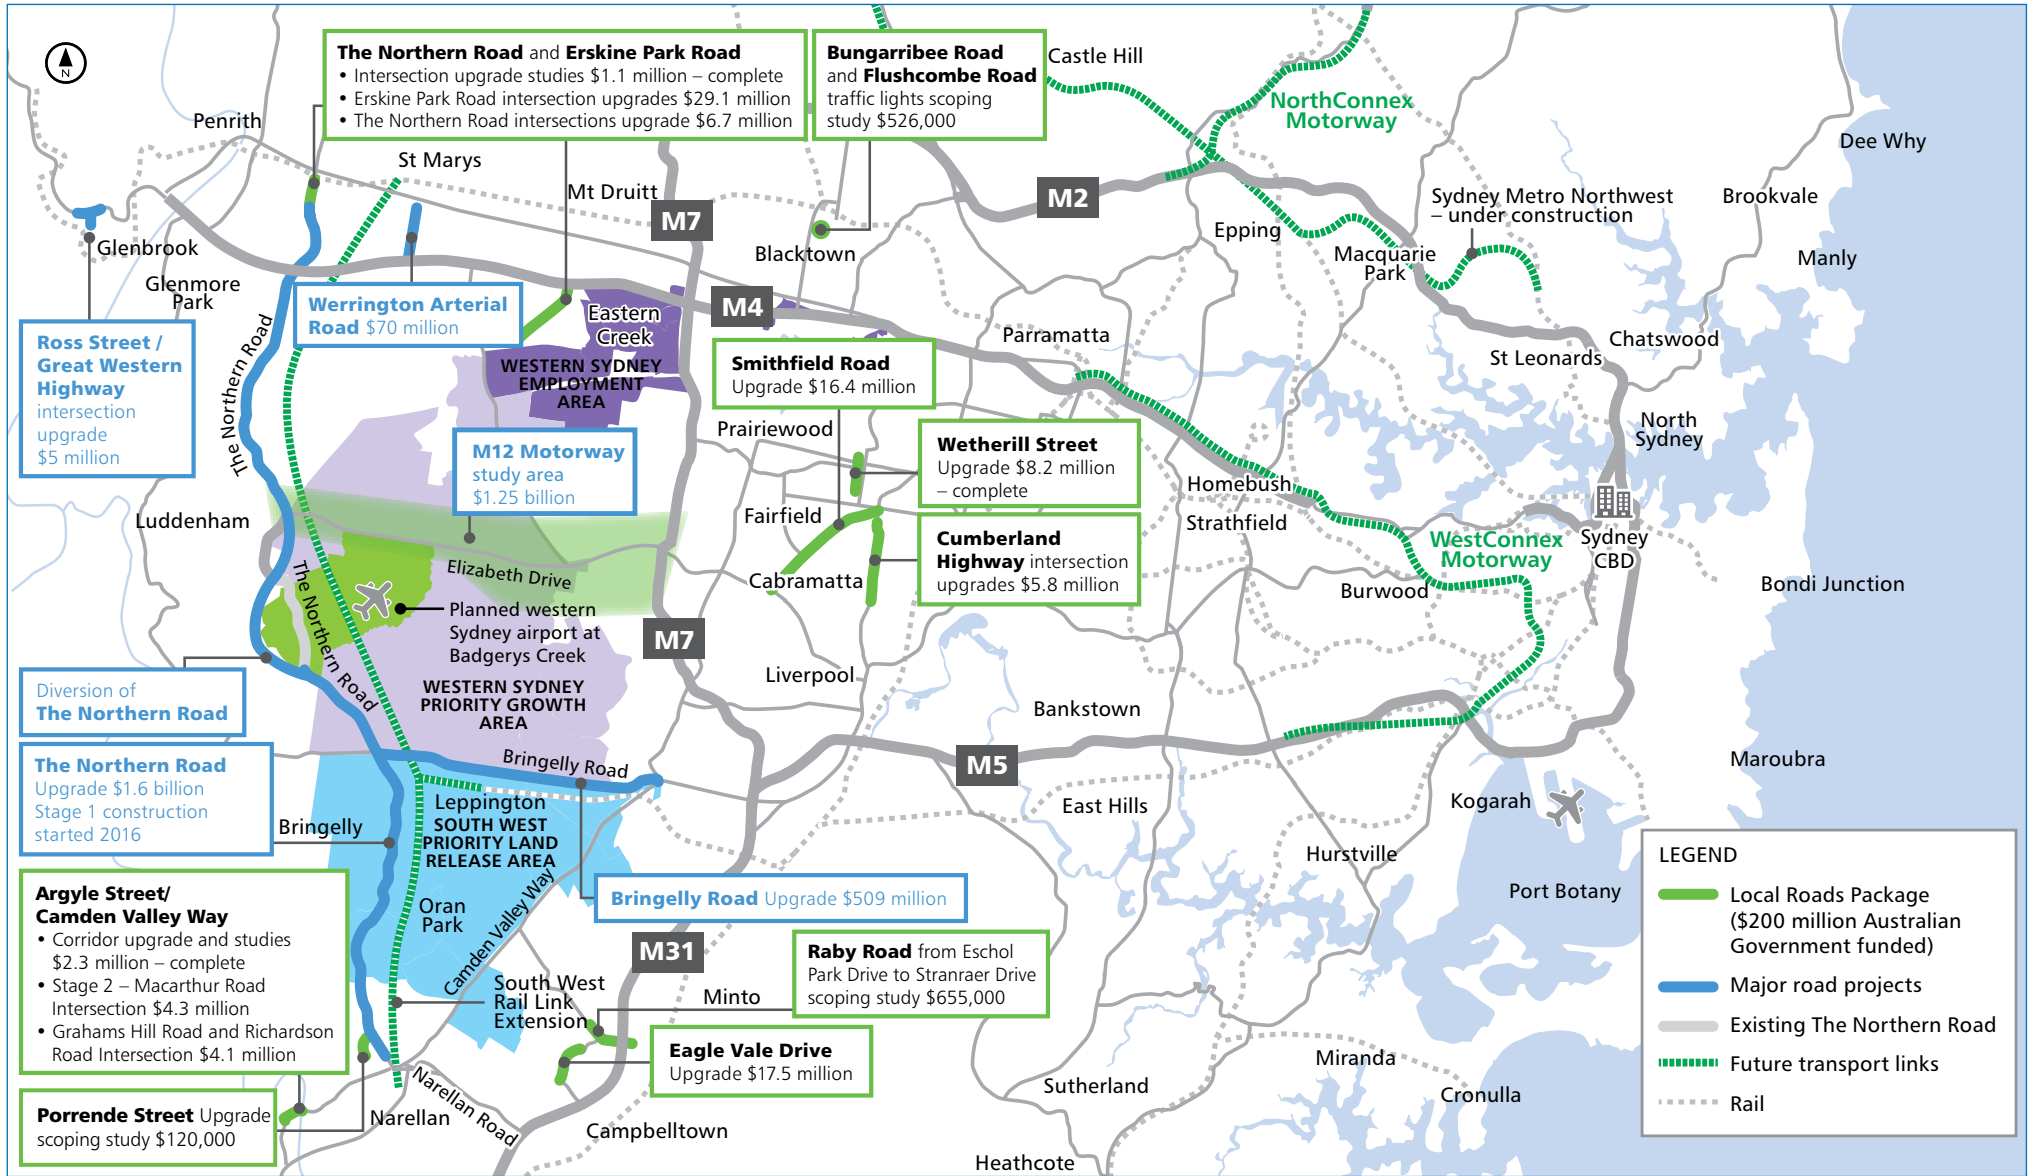 N
The Northern Road and Erskine Park Road
• Intersection upgrade studies $1.1 million – complete
• Erskine Park Road intersection upgrades $29.1 million
• The Northern Road intersections upgrade $6.7 million
Bungarribee Road
and Flushcombe Road
traffic lights scoping
study $526,000
Castle Hill
NorthConnex
Motorway
Penrith
St Marys
Mt Druitt
M7
M2
Dee Why
Sydney Metro Northwest
– under construction
Brookvale
Glenbrook
Blacktown
Epping
Macquarie
Park
Manly
Glenmore
Park
Werrington Arterial
Road $70 million
Eastern
Creek
M4
Ross Street /
Great Western
Highway
intersection
upgrade
$5 million
The Northern Road
WESTERN SYDNEY
EMPLOYMENT
AREA
Smithfield Road
Upgrade $16.4 million
Parramatta
St Leonards
Chatswood
North
Sydney
Prairiewood
M12 Motorway
study area
$1.25 billion
Wetherill Street
Upgrade $8.2 million
– complete
Homebush
Strathfield
Luddenham
Fairfield
Cumberland
Highway intersection
upgrades $5.8 million
WestConnex
Motorway
Sydney
CBD
Elizabeth Drive
Cabramatta
Burwood
Bondi Junction
The Northern Road
Planned western
Sydney airport at
Badgerys Creek
M7
Liverpool
Diversion of
The Northern Road
WESTERN SYDNEY
PRIORITY GROWTH
AREA
Bankstown
M5
Bringelly Road
Maroubra
The Northern Road
Upgrade $1.6 billion
Stage 1 construction
started 2016
Bringelly
Leppington
SOUTH WEST
PRIORITY LAND
RELEASE AREA
East Hills
Kogarah
Hurstville
Port Botany
Argyle Street/
Camden Valley Way
• Corridor upgrade and studies
$2.3 million – complete
• Stage 2 – Macarthur Road
Intersection $4.3 million
• Grahams Hill Road and Richardson
Road Intersection $4.1 million
Oran
Park
Camden Valley Way
Bringelly Road Upgrade $509 million
M31
Raby Road from Eschol
Park Drive to Stranraer Drive
scoping study $655,000
South West
Rail Link
Extension
Minto
Eagle Vale Drive
Upgrade $17.5 million
Porrende Street Upgrade
scoping study $120,000
Narellan
Narellan Road
Campbelltown
Sutherland
Miranda
Cronulla
Heathcote
LEGEND
Local Roads Package
($200 million Australian
Government funded)
Major road projects
Existing The Northern Road
Future transport links
Rail